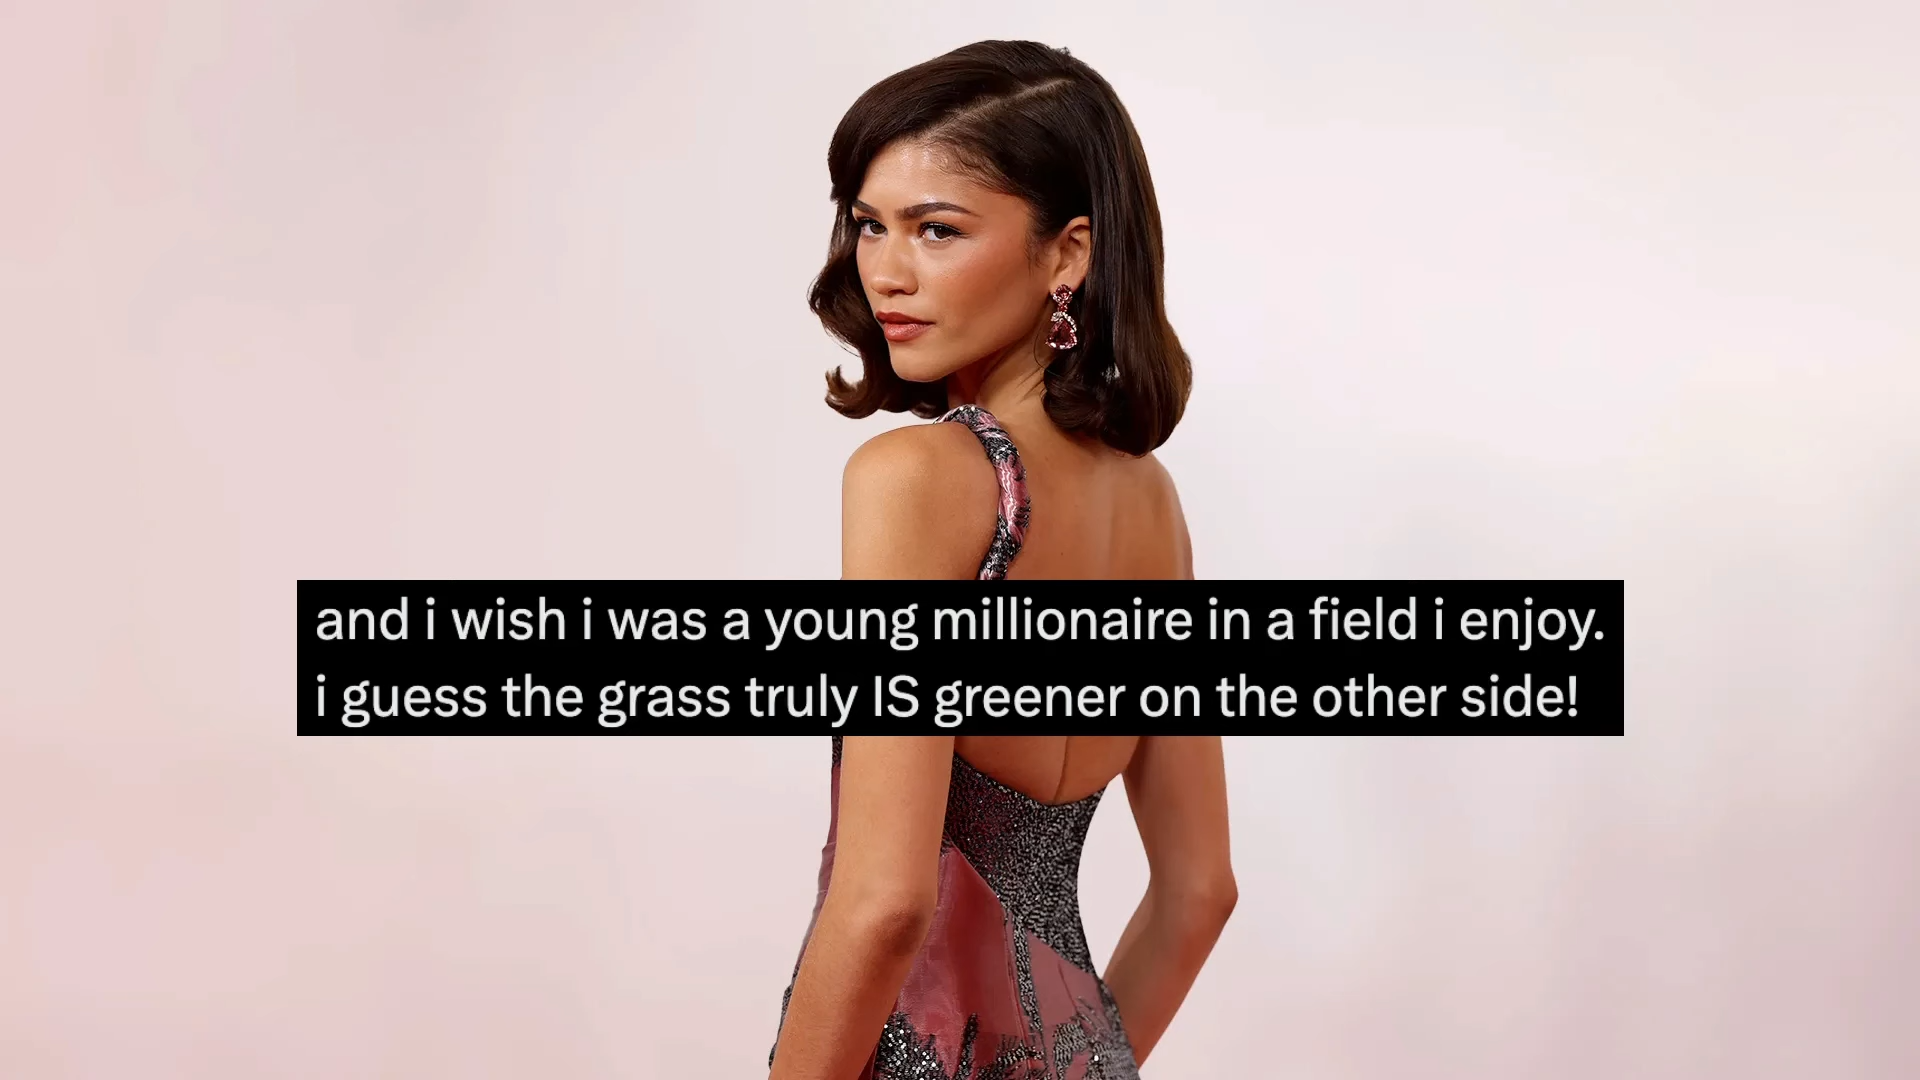 and i wish i was a young millionaire in a field i enjoy.
i guess the grass truly IS greener on the other side!